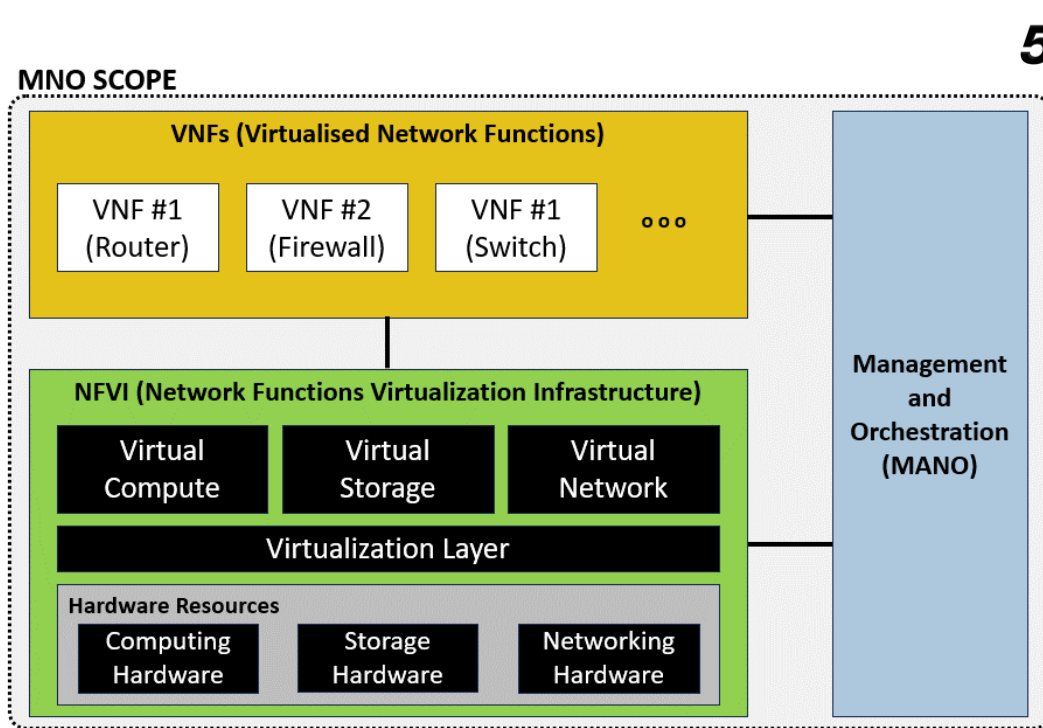 5
MNO SCOPE
VNFs (Virtualised Network Functions)
VNF #1
(Router)
VNF #2
(Firewall)
VNF #1
(Switch)
ooo
NFVI (Network Functions Virtualization Infrastructure)
Virtual
Compute
Virtual
Storage
Virtual
Network
Virtualization Layer
Hardware Resources
Computing
Hardware
Storage
Hardware
Networking
Hardware
Management
and
Orchestration
(MANO)